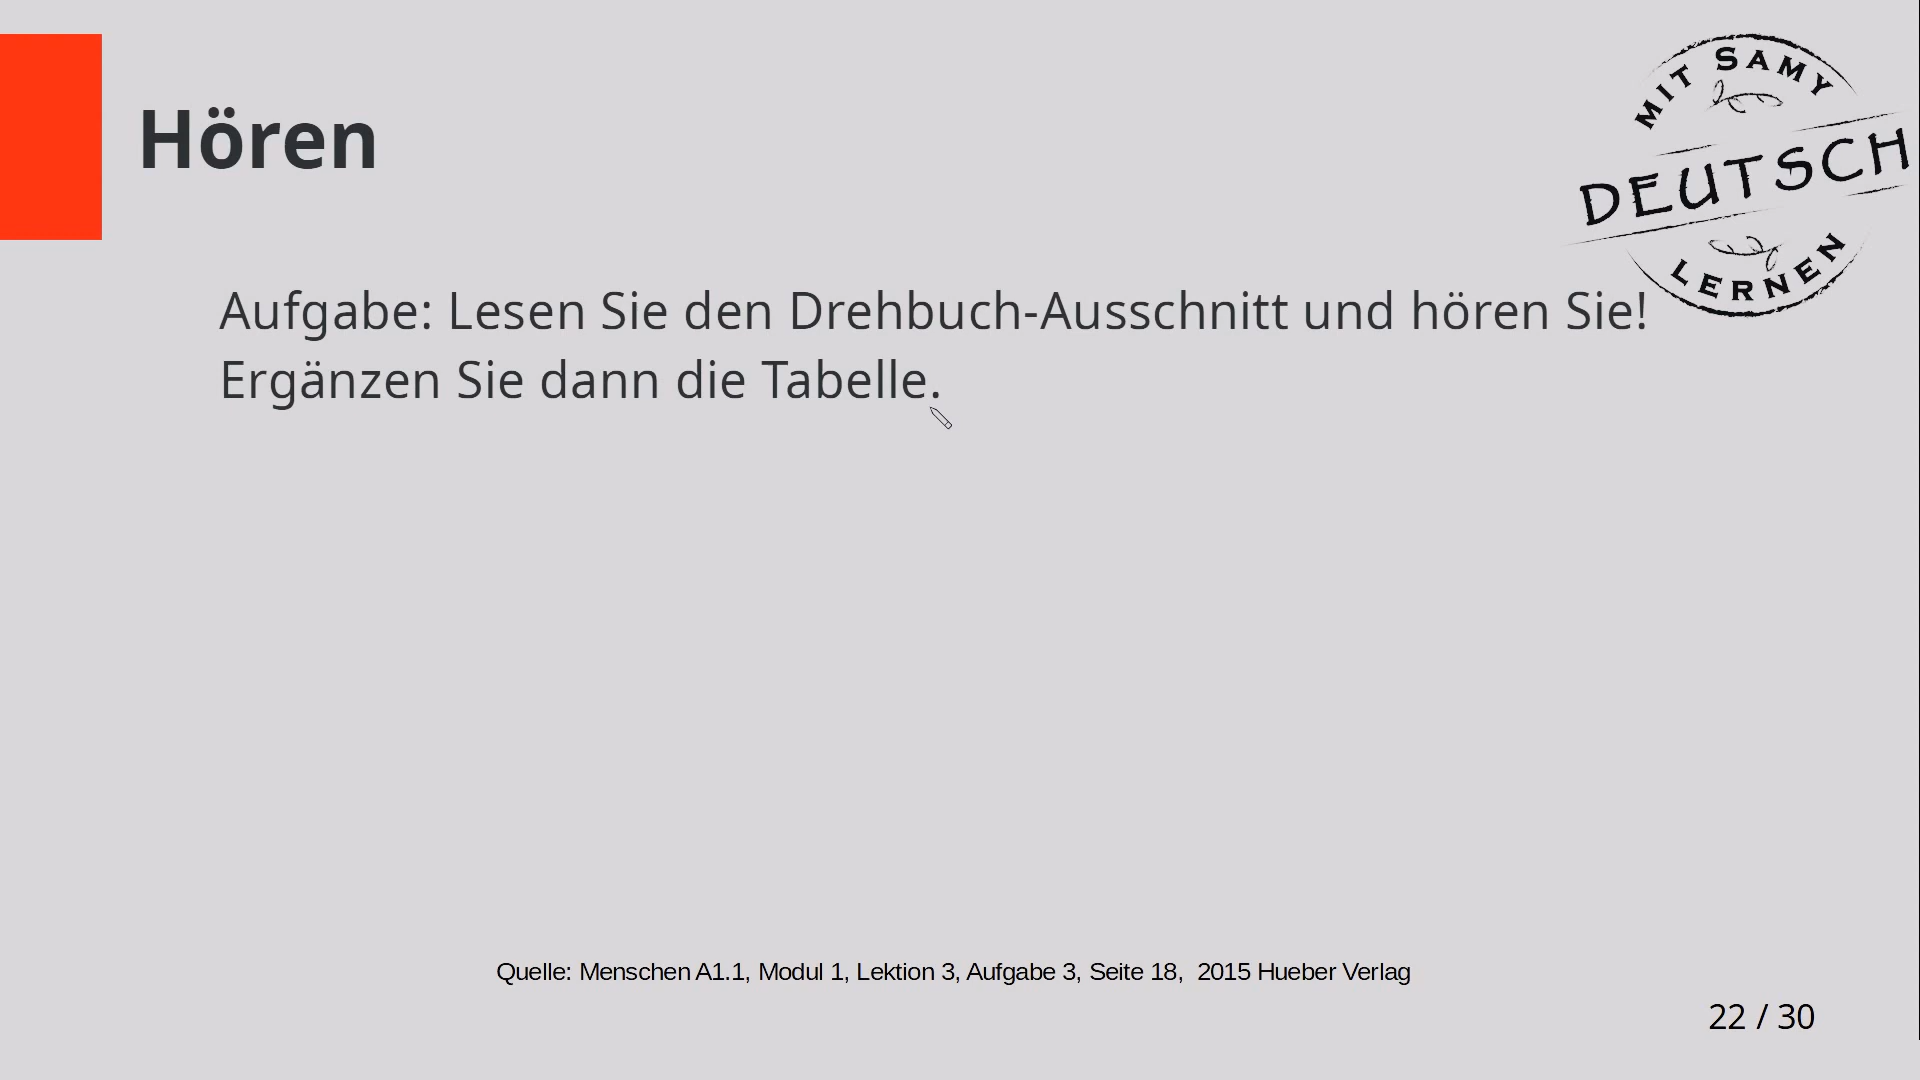 MIT SAMY
DEUTSCH
LERNEN
Hören
Aufgabe: Lesen Sie den Drehbuch-Ausschnitt und hören Sie!
Ergänzen Sie dann die Tabelle.
Quelle: Menschen A1.1, Modul 1, Lektion 3, Aufgabe 3, Seite 18,  2015 Hueber Verlag
22 / 30